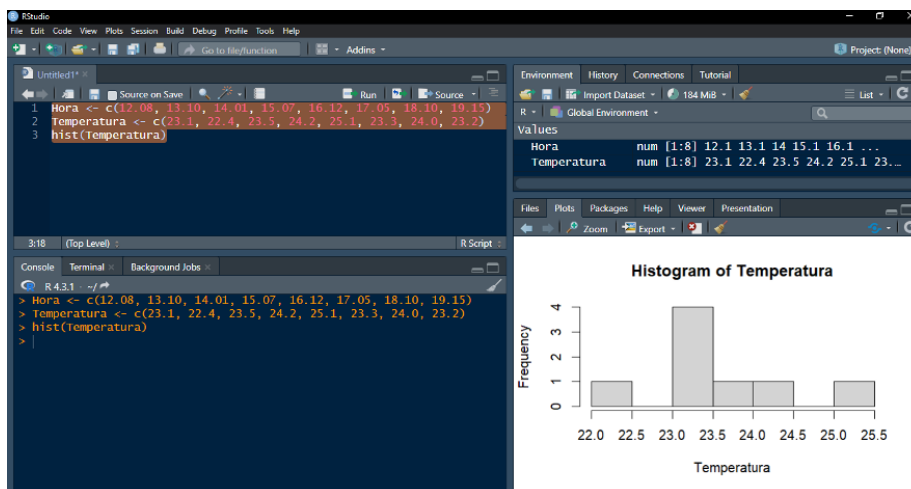 RStudio
File Edit Code View Plots Session Build Debug Profile Tools Help
Go to file/function Addins Project: (None)
Untitled1*
Source on Save Run Source
1 Hora <- c(12.08, 13.10, 14.01, 15.07, 16.12, 17.05, 18.10, 19.15)
2 Temperatura <- c(23.1, 22.4, 23.5, 24.2, 25.1, 23.3, 24.0, 23.2)
3 hist(Temperatura)
3:18 (Top Level) R Script
Console Terminal Background Jobs
R 4.3.1 · ~/
> Hora <- c(12.08, 13.10, 14.01, 15.07, 16.12, 17.05, 18.10, 19.15)
> Temperatura <- c(23.1, 22.4, 23.5, 24.2, 25.1, 23.3, 24.0, 23.2)
> hist(Temperatura)
>
Environment History Connections Tutorial
Import Dataset 184 MiB List
R Global Environment
Values
Hora num [1:8] 12.1 13.1 14 15.1 16.1 ...
Temperatura num [1:8] 23.1 22.4 23.5 24.2 25.1 23.…
Files Plots Packages Help Viewer Presentation
Zoom Export
Histogram of Temperatura
Frequency
4
3
2
1
0
22.0 22.5 23.0 23.5 24.0 24.5 25.0 25.5
Temperatura